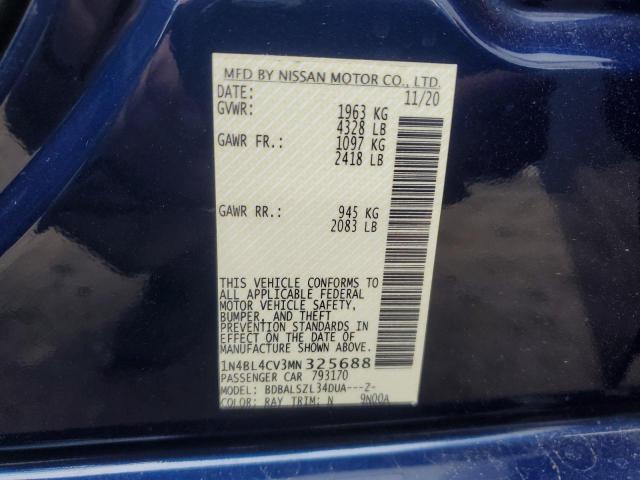 MFD BY NISSAN MOTOR CO., LTD.
DATE: 11/20
GVWR: 1963 KG
4328 LB
GAWR FR.: 1097 KG
2418 LB
GAWR RR.: 945 KG
2083 LB
THIS VEHICLE CONFORMS TO
ALL APPLICABLE FEDERAL
MOTOR VEHICLE SAFETY,
BUMPER, AND THEFT
PREVENTION STANDARDS IN
EFFECT ON THE DATE OF
MANUFACTURE SHOWN ABOVE.
1N4BL4CV3MN325688
PASSENGER CAR 793170
MODEL: BDBALSZL34DUA---2-
COLOR: RAY TRIM: N 9N00A